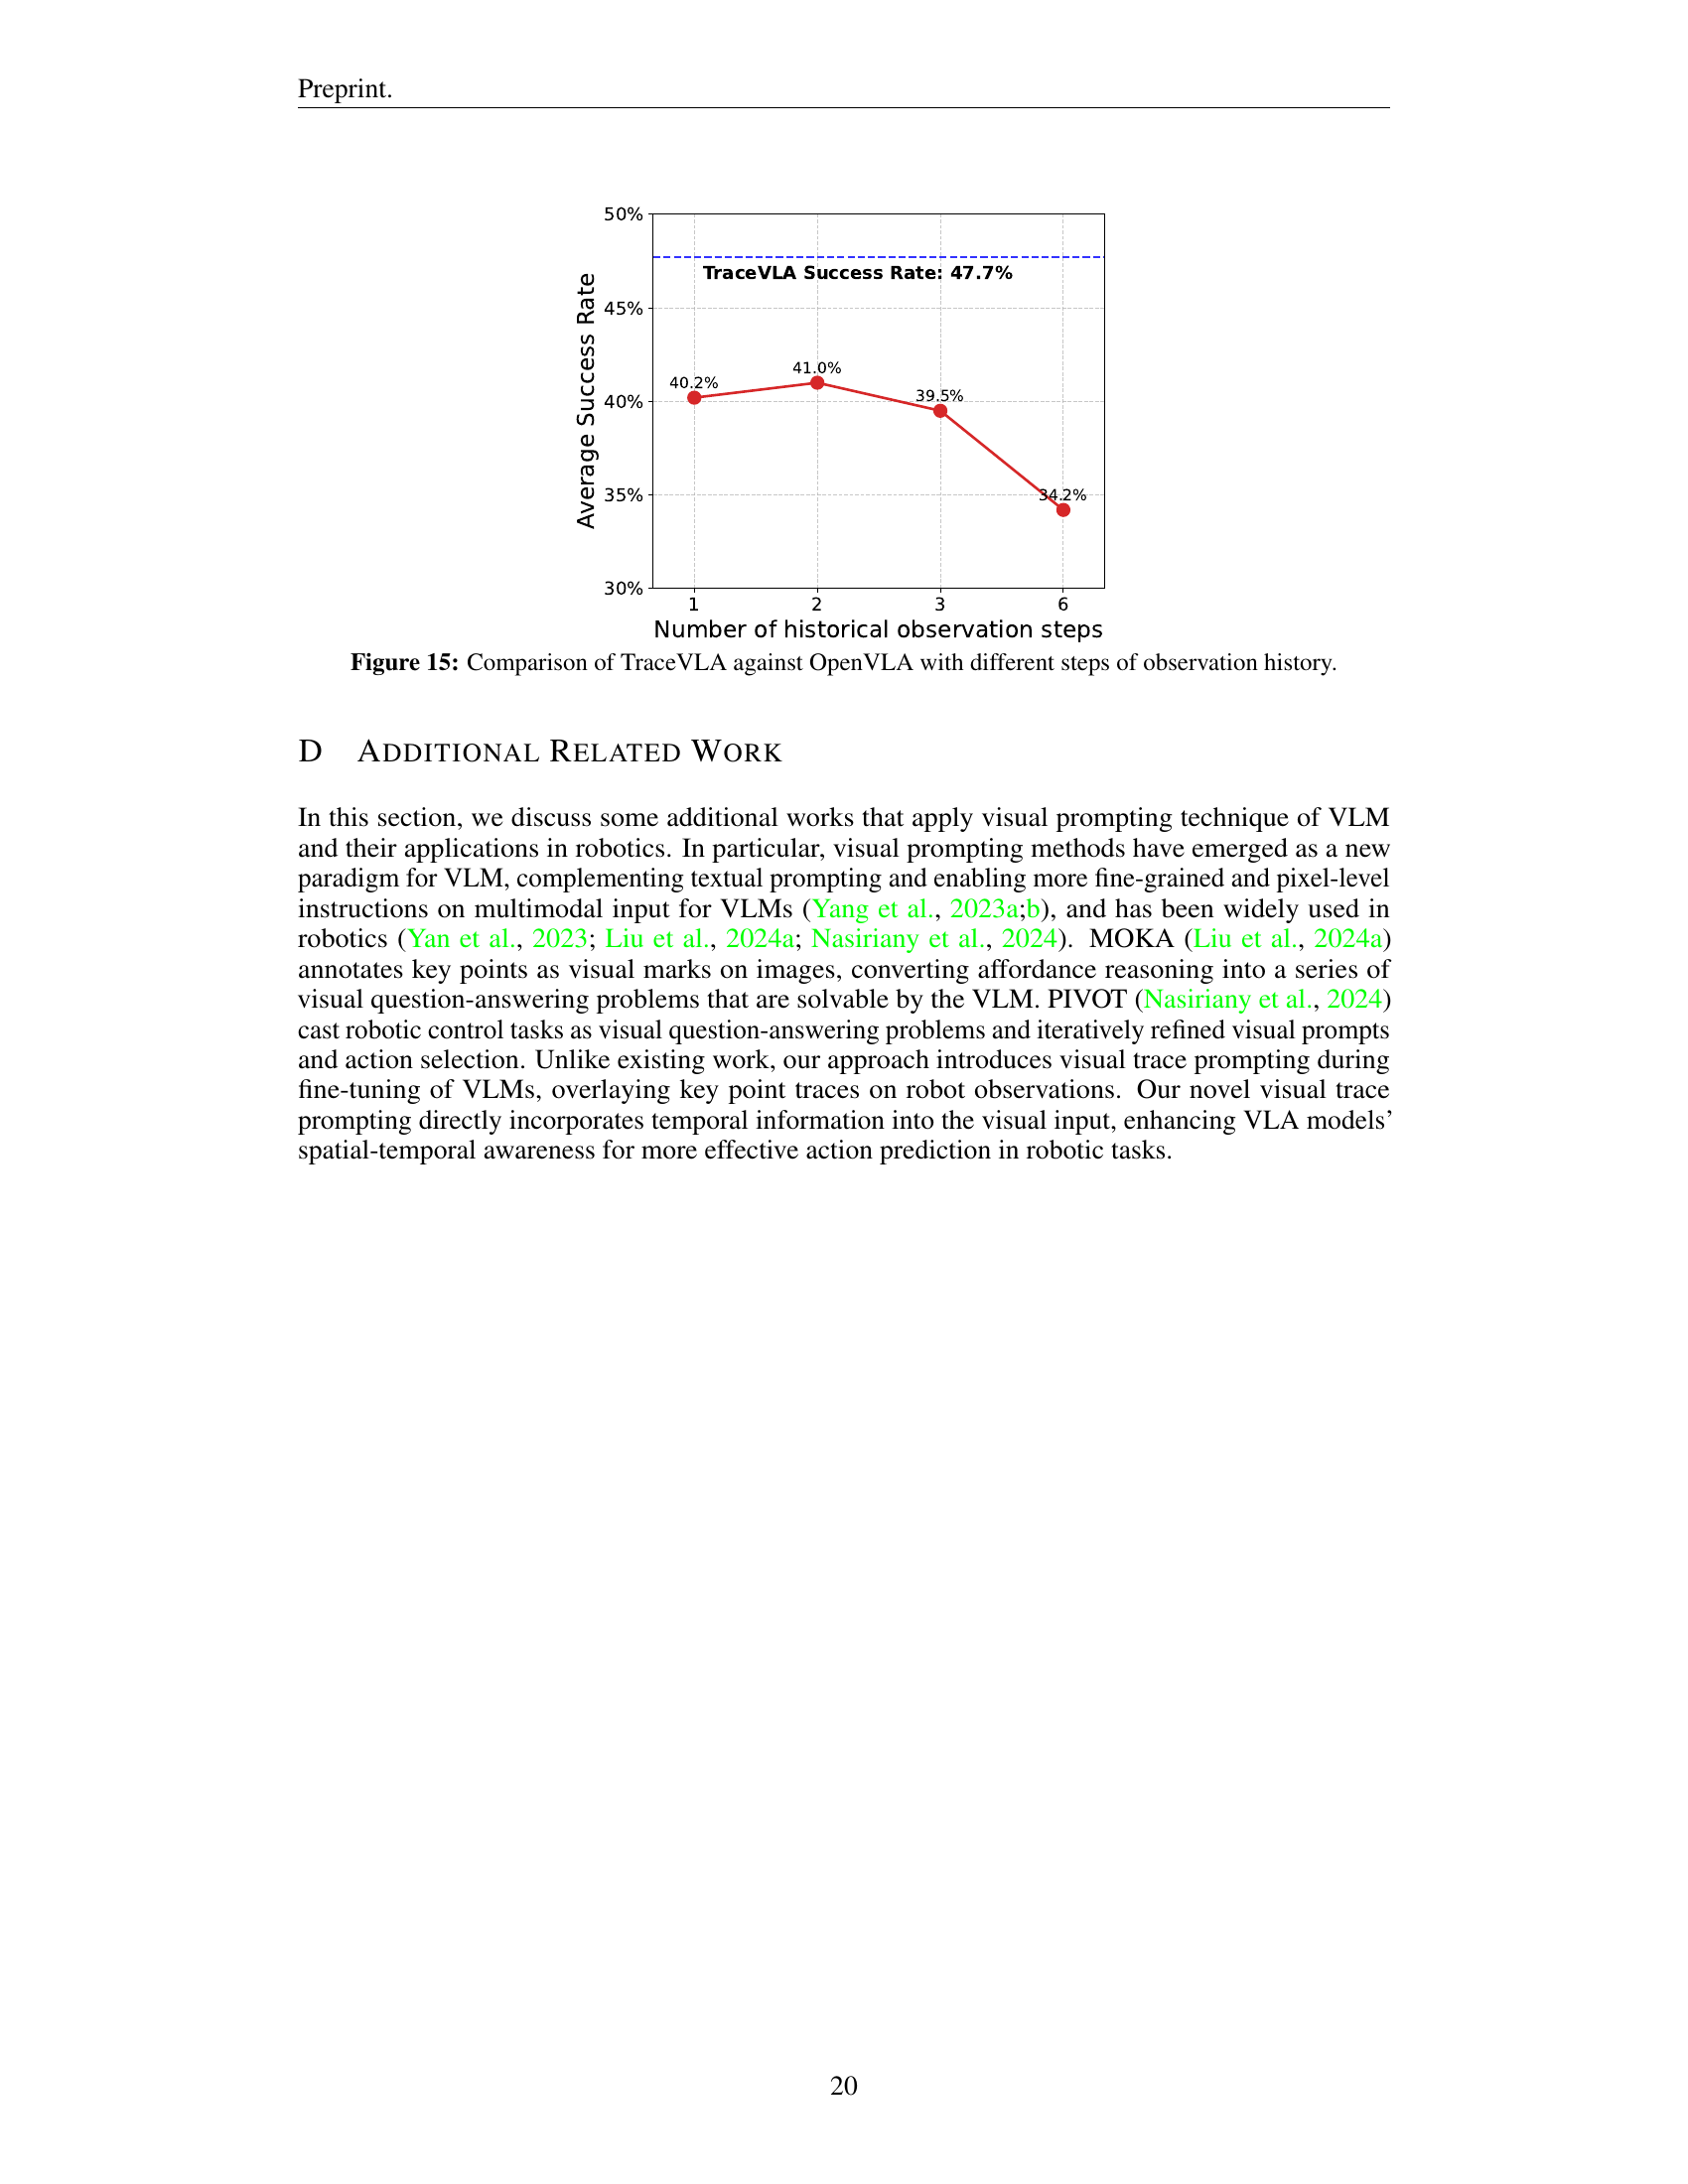 Preprint.
50%
TraceVLA Success Rate: 47.7%
45%
41.0%
40.2%
39.5%
40%
34.2%
35%
30%
Average Success Rate
1 2 3 6
Number of historical observation steps
Figure 15: Comparison of TraceVLA against OpenVLA with different steps of observation history.
D ADDITIONAL RELATED WORK
In this section, we discuss some additional works that apply visual prompting technique of VLM
and their applications in robotics. In particular, visual prompting methods have emerged as a new
paradigm for VLM, complementing textual prompting and enabling more fine-grained and pixel-level
instructions on multimodal input for VLMs (Yang et al., 2023a;b), and has been widely used in
robotics (Yan et al., 2023; Liu et al., 2024a; Nasiriany et al., 2024). MOKA (Liu et al., 2024a)
annotates key points as visual marks on images, converting affordance reasoning into a series of
visual question-answering problems that are solvable by the VLM. PIVOT (Nasiriany et al., 2024)
cast robotic control tasks as visual question-answering problems and iteratively refined visual prompts
and action selection. Unlike existing work, our approach introduces visual trace prompting during
fine-tuning of VLMs, overlaying key point traces on robot observations. Our novel visual trace
prompting directly incorporates temporal information into the visual input, enhancing VLA models’
spatial-temporal awareness for more effective action prediction in robotic tasks.
20